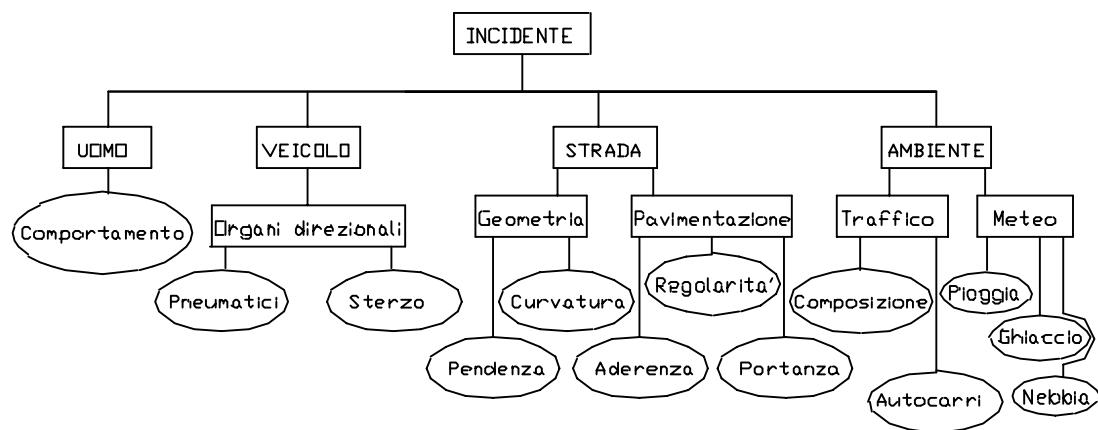 INCIDENTE
UOMO
VEICOLO
STRADA
AMBIENTE
Comportamento
Organi direzionali
Geometria
Pavimentazione
Traffico
Meteo
Pneumatici
Sterzo
Curvatura
Regolarita'
Composizione
Pioggia
Ghiaccio
Pendenza
Aderenza
Portanza
Autocarri
Nebbia